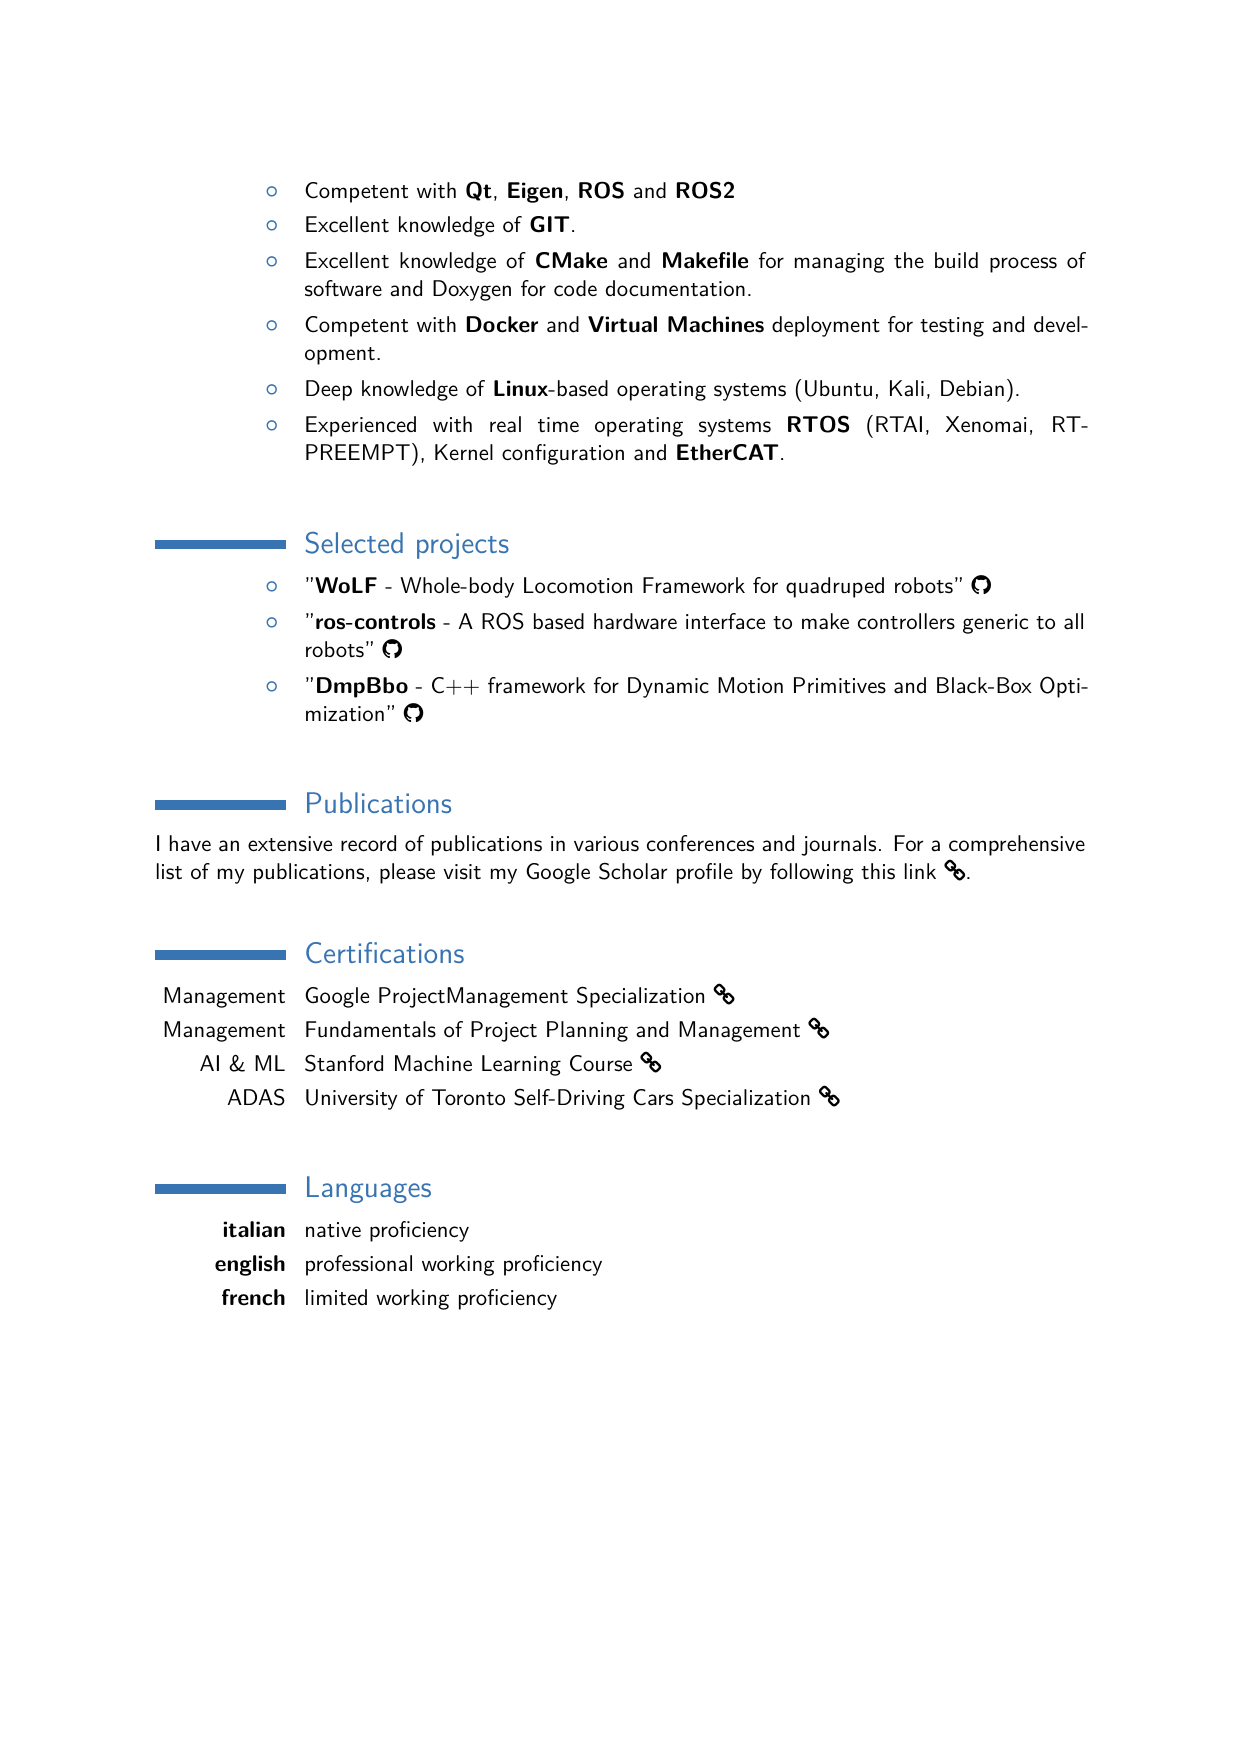 Competent with Qt, Eigen, ROS and ROS2
Excellent knowledge of GIT.
Excellent knowledge of CMake and Makefile for managing the build process of
software and Doxygen for code documentation.
Competent with Docker and Virtual Machines deployment for testing and devel-
opment.
Deep knowledge of Linux-based operating systems (Ubuntu, Kali, Debian).
Experienced with real time operating systems RTOS (RTAI, Xenomai, RT-
PREEMPT), Kernel configuration and EtherCAT.
Selected projects
”WoLF - Whole-body Locomotion Framework for quadruped robots”
”ros-controls - A ROS based hardware interface to make controllers generic to all
robots”
”DmpBbo - C++ framework for Dynamic Motion Primitives and Black-Box Opti-
mization”
Publications
I have an extensive record of publications in various conferences and journals. For a comprehensive
list of my publications, please visit my Google Scholar profile by following this link .
Certifications
Management Google ProjectManagement Specialization
Management Fundamentals of Project Planning and Management
AI & ML Stanford Machine Learning Course
ADAS University of Toronto Self-Driving Cars Specialization
Languages
italian native proficiency
english professional working proficiency
french limited working proficiency